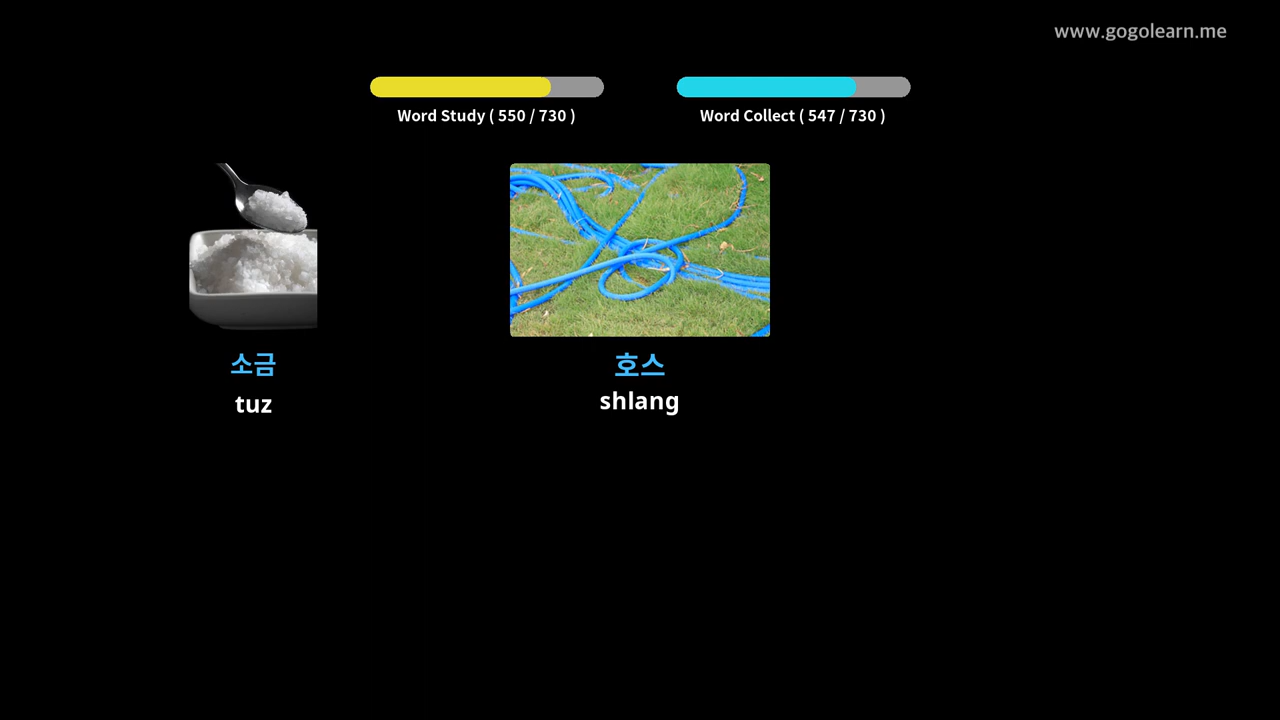 www.gogolearn.me
Word Study ( 550 / 730 )
Word Collect ( 547 / 730 )
소금
tuz
호스
shlang